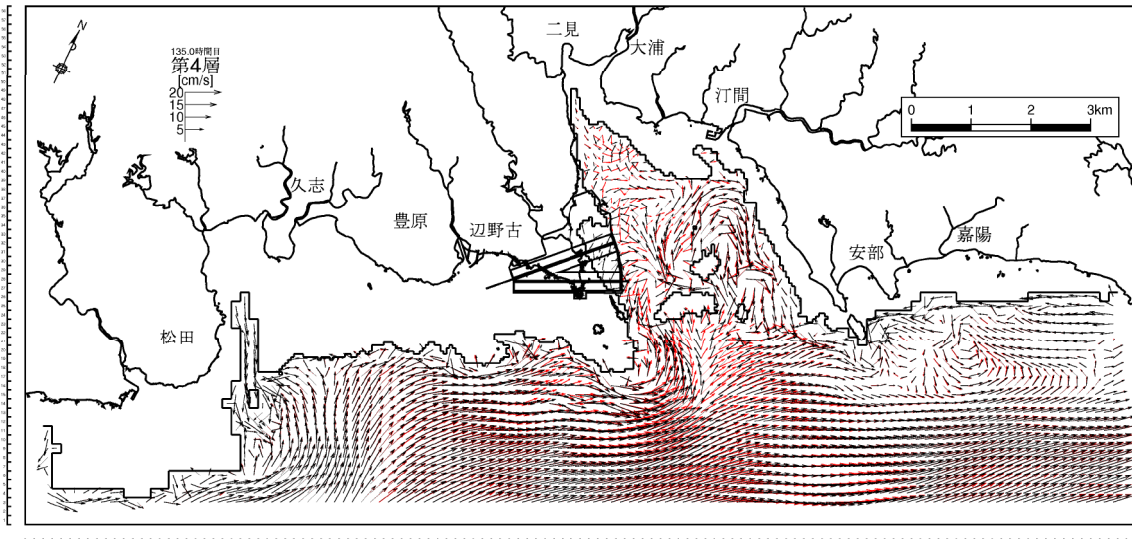 N
135.0時間目
第4層
[cm/s]
20
15
10
5
二見
大浦
汀間
0 1 2 3km
久志
豊原
辺野古
安部
嘉陽
松田